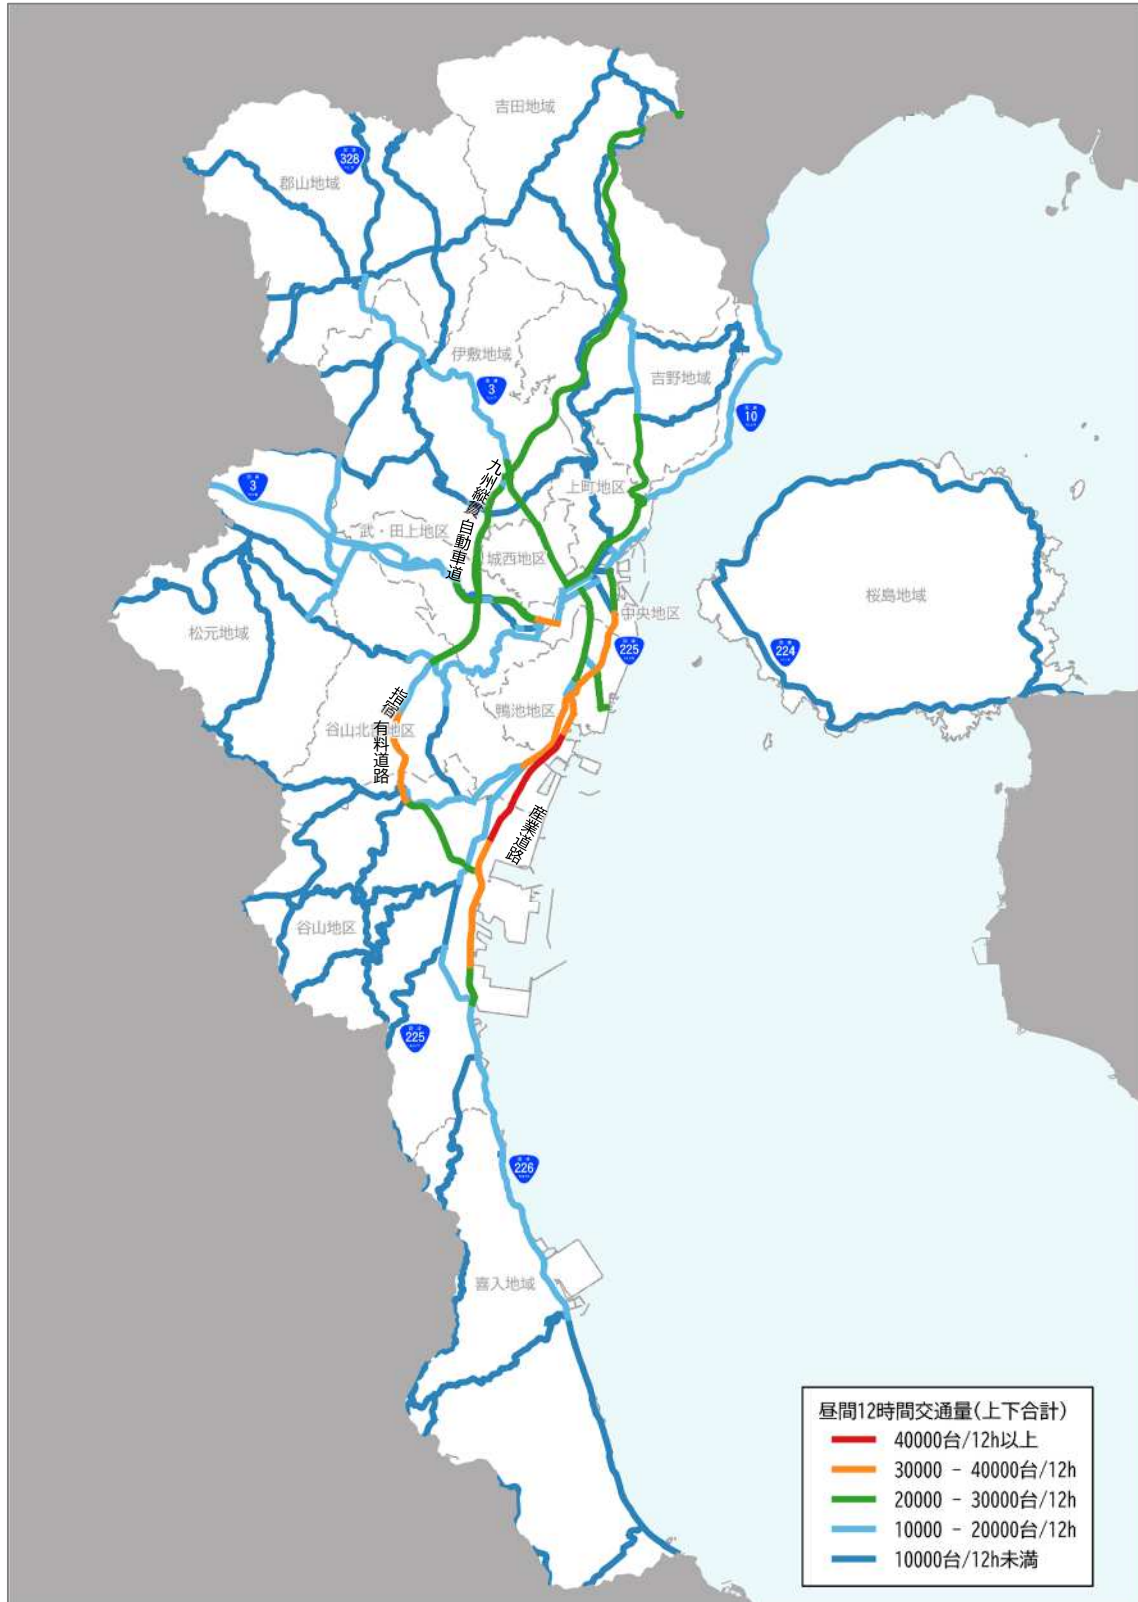 吉田地域
328
郡山地域
伊敷地域
3
吉野地域
10
九州縦貫自動車道
3
上町地区
武・田上地区
城西地区
桜島地域
中央地区
松元地域
225
224
指宿有料道路
鴨池地区
谷山北部地区
産業道路
谷山地区
225
226
喜入地域
昼間12時間交通量(上下合計)
40000台/12h以上
30000 - 40000台/12h
20000 - 30000台/12h
10000 - 20000台/12h
10000台/12h未満